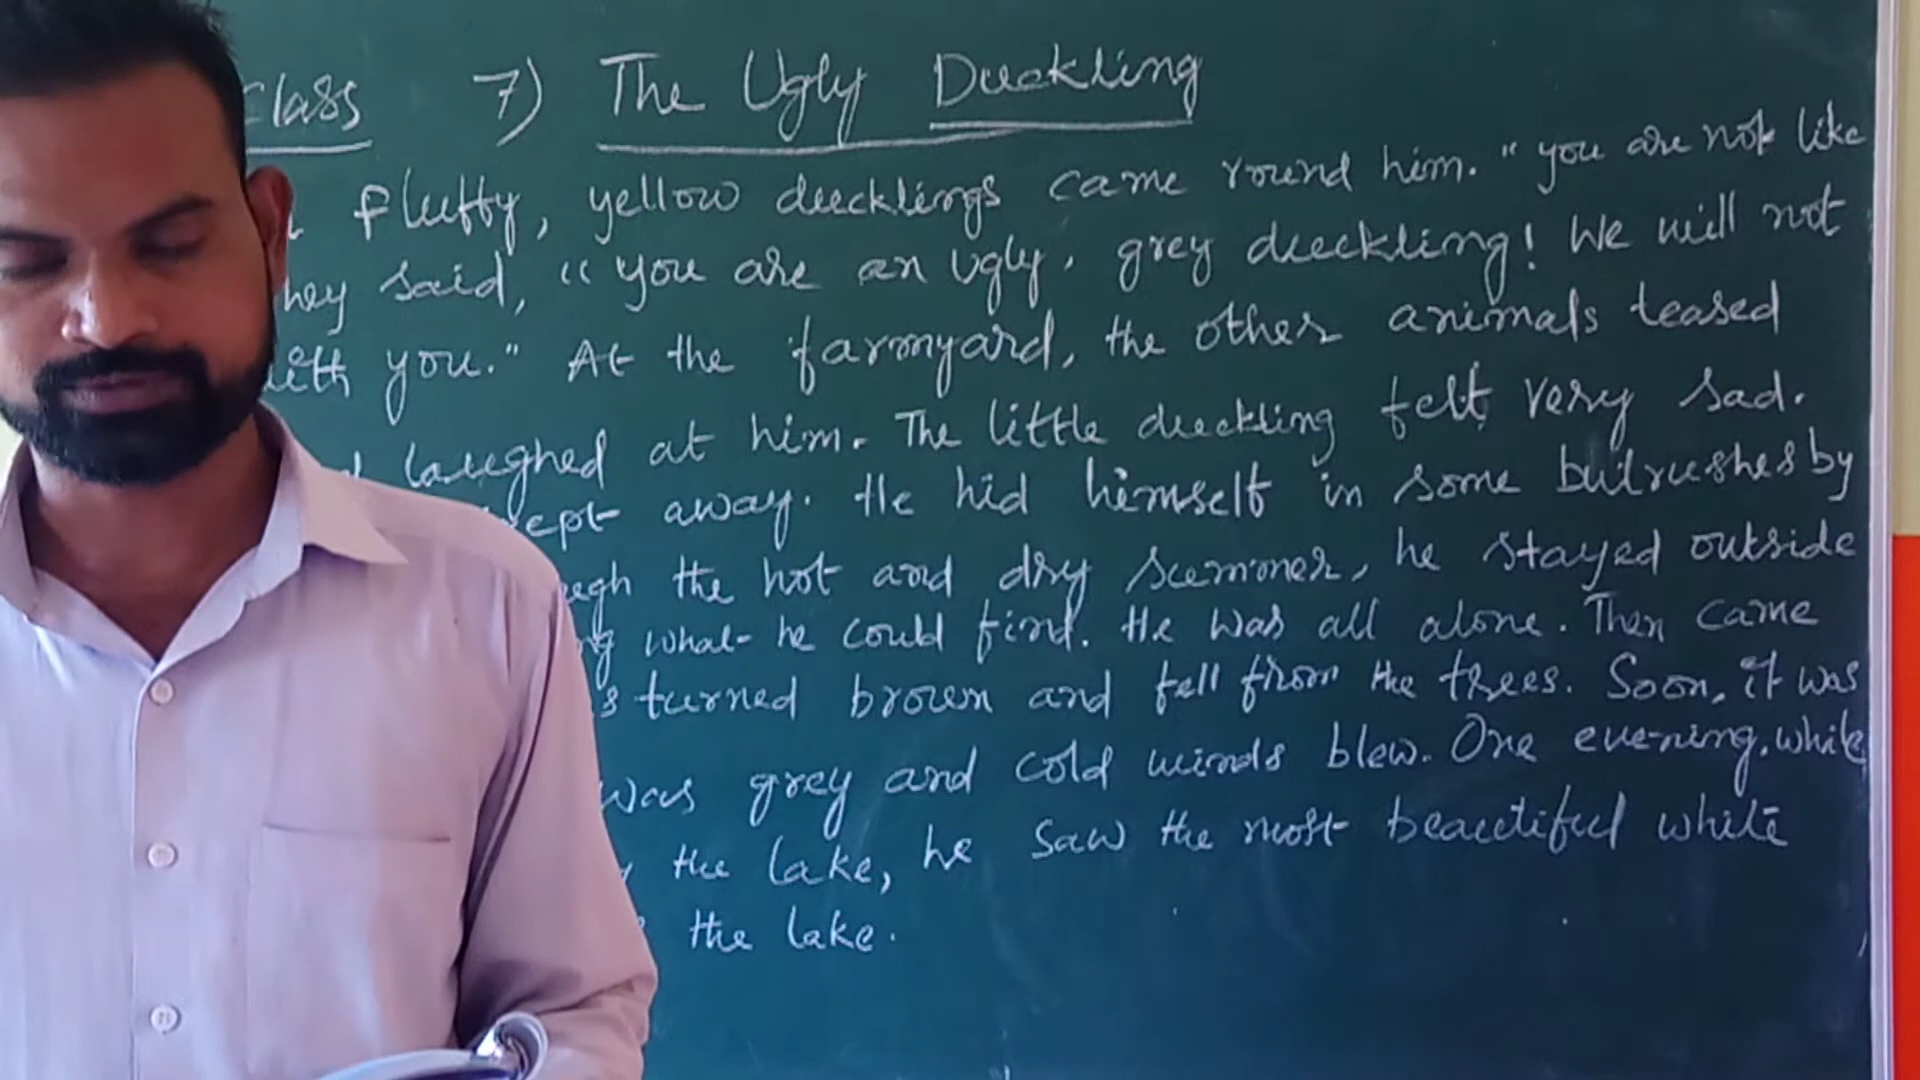 Class 7) The Ugly Duckling
fluffy, yellow ducklings came round him. "you are not like
hey said, "you are an ugly, grey duckling! We will not
with you." At the farmyard, the other animals teased
laughed at him. The little duckling felt very sad.
ept away. He hid himself in some bulrushes by
ugh the hot and dry summer, he stayed outside
what he could find. He was all alone. Then came
s turned brown and fell from the trees. Soon, it was
was grey and cold winds blew. One evening, while
the lake, he saw the most beautiful white
the lake.